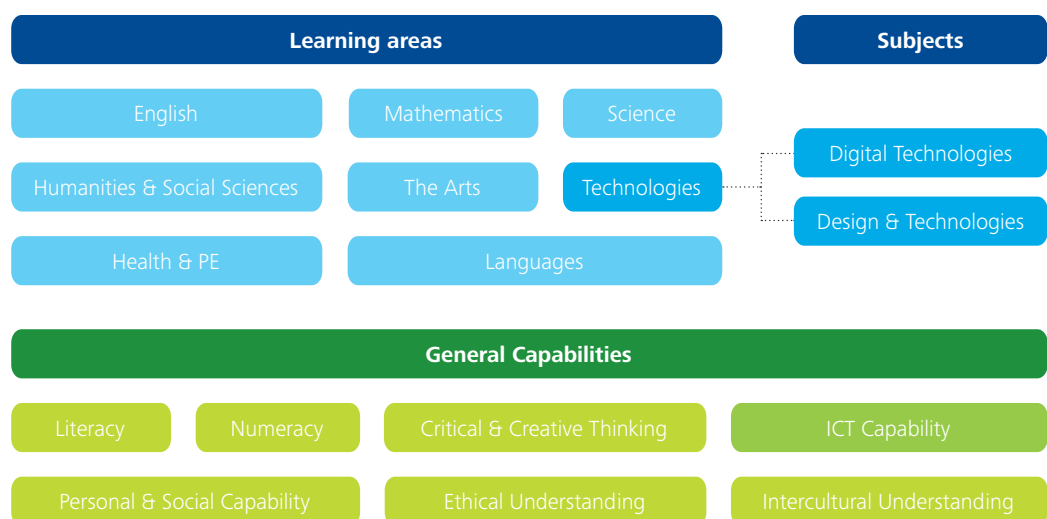 Learning areas
Subjects
English
Mathematics
Science
Digital Technologies
Humanities & Social Sciences
The Arts
Technologies
Design & Technologies
Health & PE
Languages
General Capabilities
Literacy
Numeracy
Critical & Creative Thinking
ICT Capability
Personal & Social Capability
Ethical Understanding
Intercultural Understanding